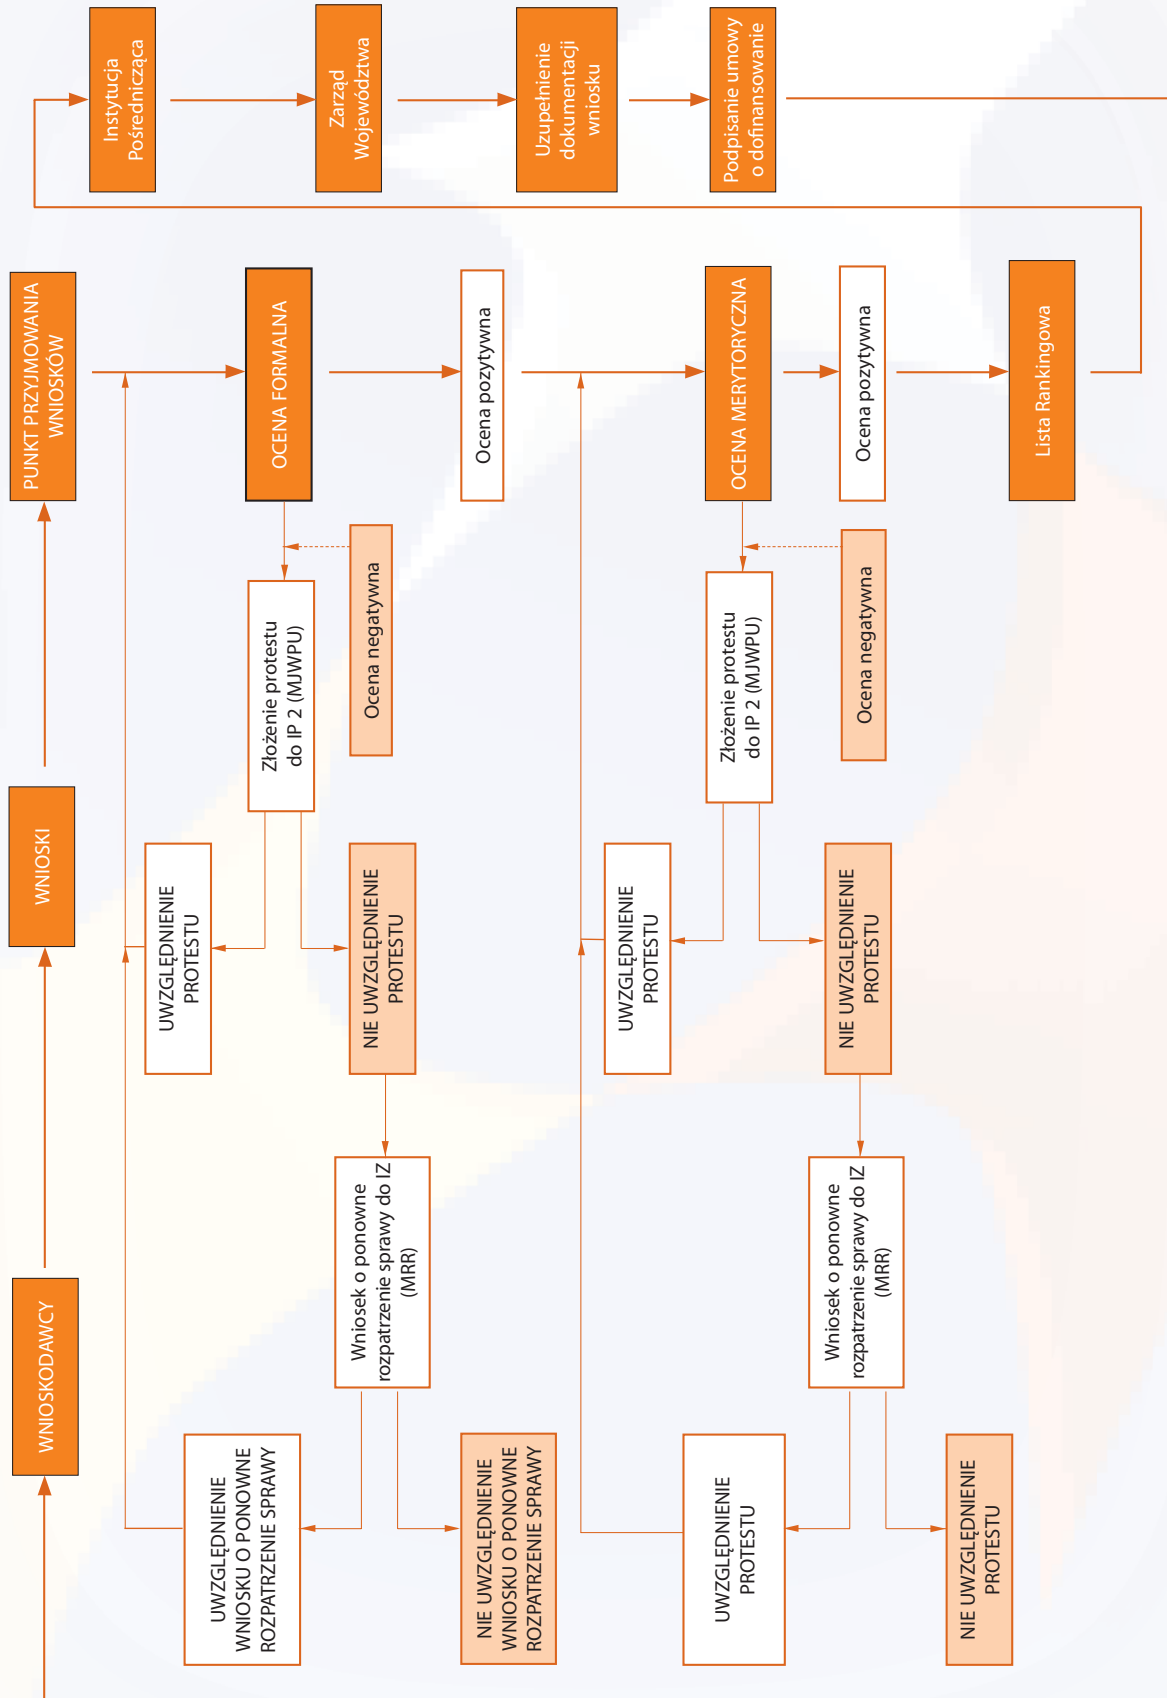 WNIOSKODAWCY
WNIOSKI
PUNKT PRZYJMOWANIA
WNIOSKÓW
Instytucja
Pośrednicząca
Zarząd
Województwa
Uzupełnienie
dokumentacji
wniosku
Podpisanie umowy
o dofinansowanie
OCENA FORMALNA
Ocena pozytywna
OCENA MERYTORYCZNA
Ocena pozytywna
Lista Rankingowa
Złożenie protestu
do IP 2 (MJWPU)
Ocena negatywna
UWZGLĘDNIENIE
PROTESTU
NIE UWZGLĘDNIENIE
PROTESTU
Wniosek o ponowne
rozpatrzenie sprawy do IZ
(MRR)
UWZGLĘDNIENIE
WNIOSKU O PONOWNE
ROZPATRZENIE SPRAWY
NIE UWZGLĘDNIENIE
WNIOSKU O PONOWNE
ROZPATRZENIE SPRAWY
Złożenie protestu
do IP 2 (MJWPU)
Ocena negatywna
UWZGLĘDNIENIE
PROTESTU
NIE UWZGLĘDNIENIE
PROTESTU
Wniosek o ponowne
rozpatrzenie sprawy do IZ
(MRR)
UWZGLĘDNIENIE
PROTESTU
NIE UWZGLĘDNIENIE
PROTESTU